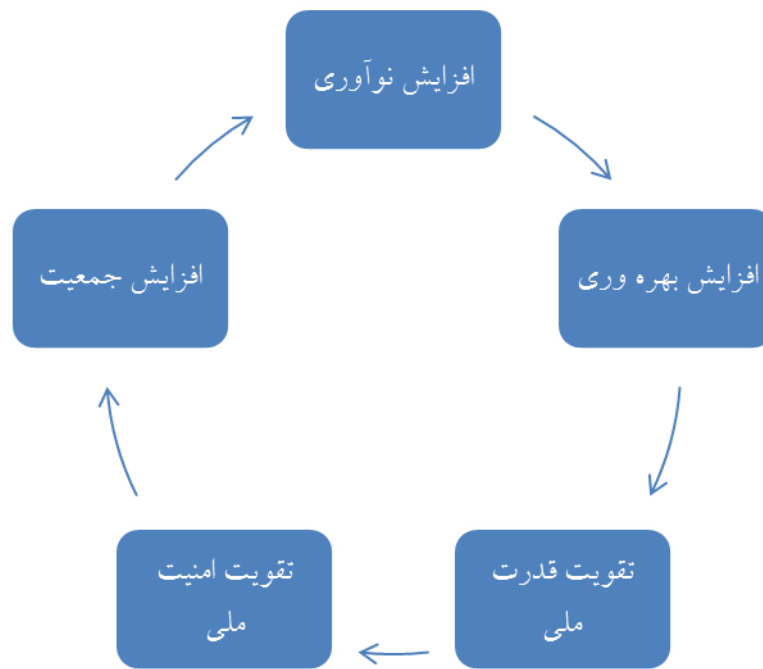 افزایش نوآوری
افزایش بهره وری
تقویت قدرت
ملی
تقویت امنیت
ملی
افزایش جمعیت